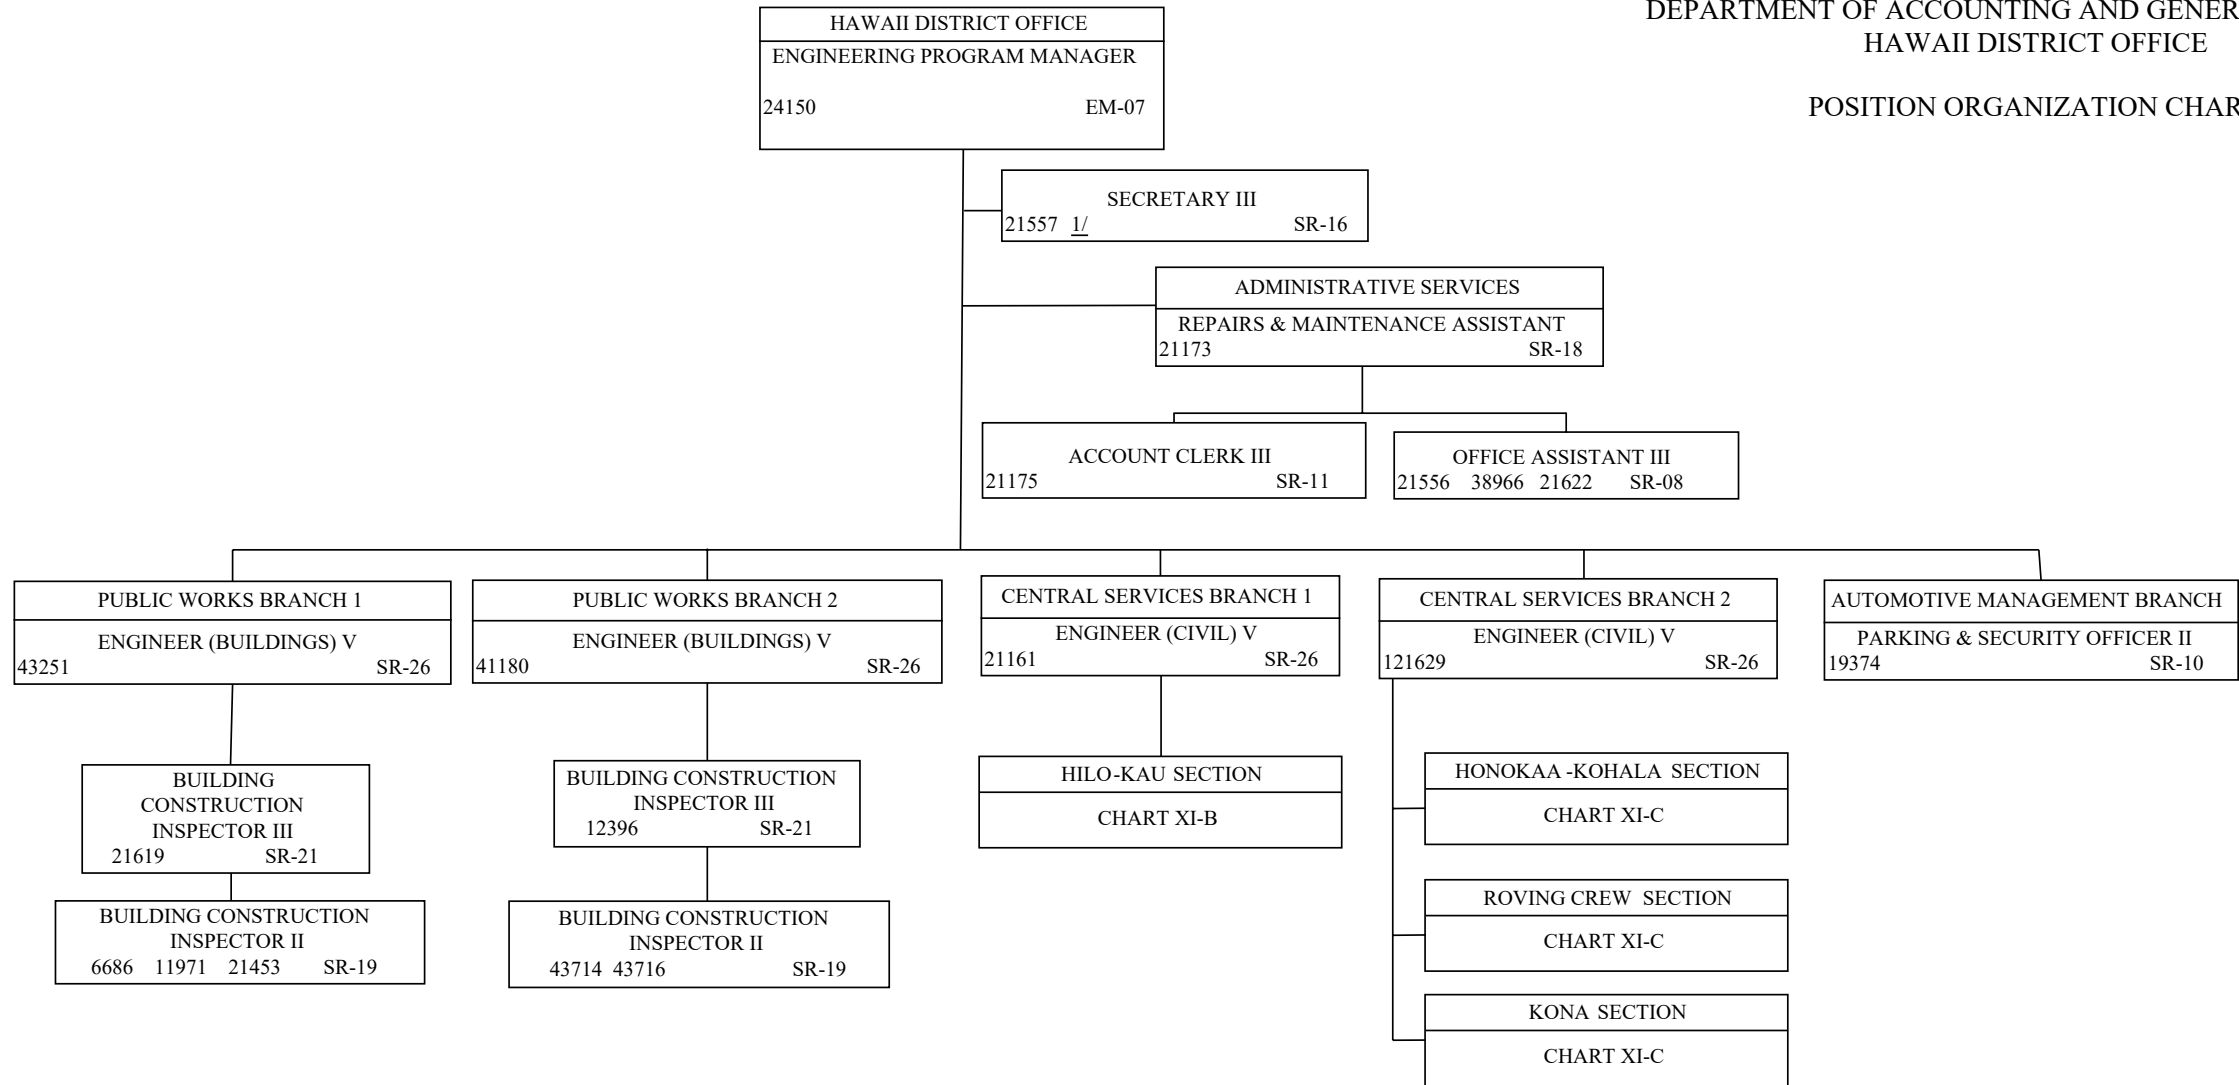 DEPARTMENT OF ACCOUNTING AND GENER
HAWAII DISTRICT OFFICE
POSITION ORGANIZATION CHAR
HAWAII DISTRICT OFFICE
ENGINEERING PROGRAM MANAGER
24150 EM-07
SECRETARY III
21557 1/ SR-16
ADMINISTRATIVE SERVICES
REPAIRS & MAINTENANCE ASSISTANT
21173 SR-18
ACCOUNT CLERK III
21175 SR-11
OFFICE ASSISTANT III
21556 38966 21622 SR-08
PUBLIC WORKS BRANCH 1
ENGINEER (BUILDINGS) V
43251 SR-26
BUILDING
CONSTRUCTION
INSPECTOR III
21619 SR-21
BUILDING CONSTRUCTION
INSPECTOR II
6686 11971 21453 SR-19
PUBLIC WORKS BRANCH 2
ENGINEER (BUILDINGS) V
41180 SR-26
BUILDING CONSTRUCTION
INSPECTOR III
12396 SR-21
BUILDING CONSTRUCTION
INSPECTOR II
43714 43716 SR-19
CENTRAL SERVICES BRANCH 1
ENGINEER (CIVIL) V
21161 SR-26
HILO-KAU SECTION
CHART XI-B
CENTRAL SERVICES BRANCH 2
ENGINEER (CIVIL) V
121629 SR-26
HONOKAA -KOHALA SECTION
CHART XI-C
ROVING CREW SECTION
CHART XI-C
KONA SECTION
CHART XI-C
AUTOMOTIVE MANAGEMENT BRANCH
PARKING & SECURITY OFFICER II
19374 SR-10